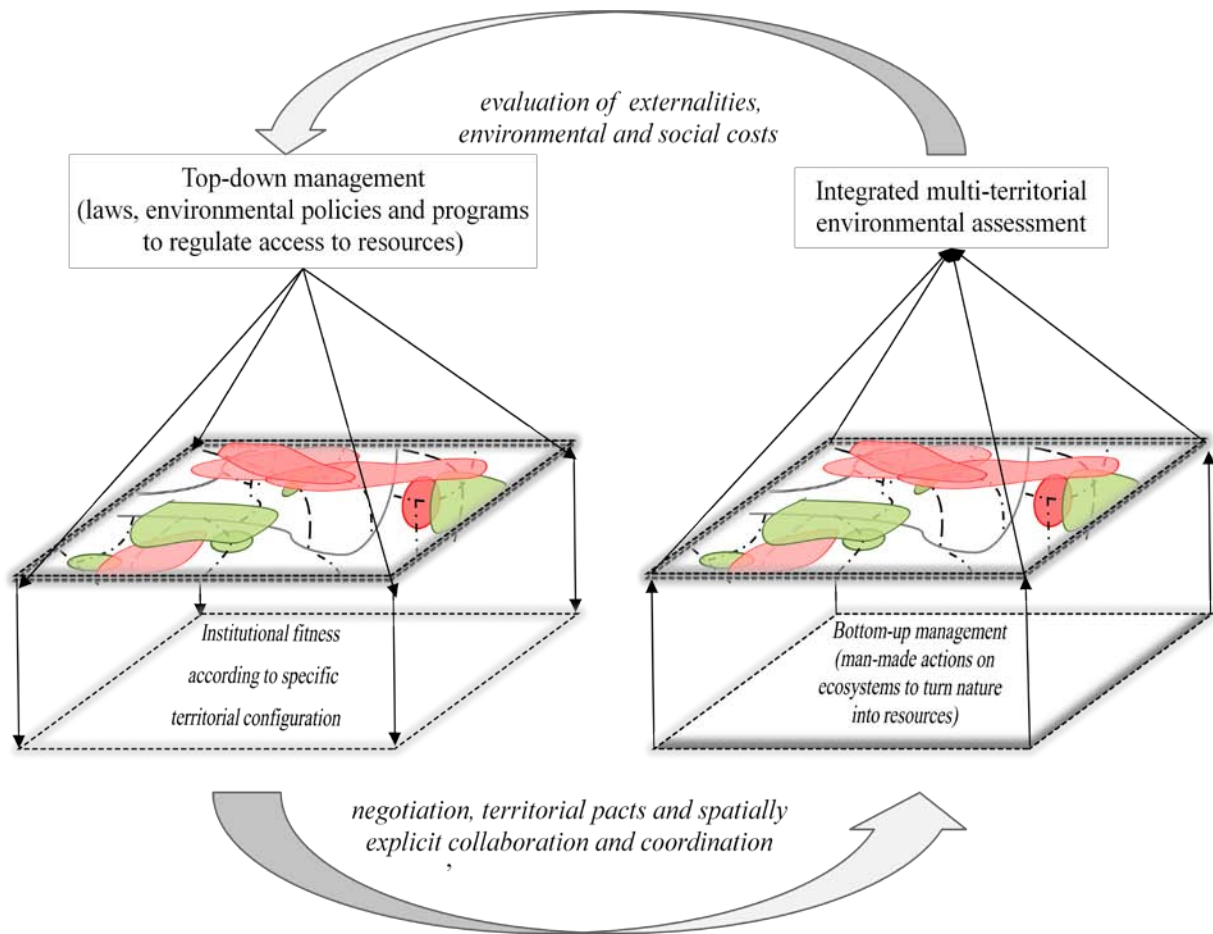 evaluation of externalities,
environmental and social costs
Top-down management
(laws, environmental policies and programs
to regulate access to resources)
Integrated multi-territorial
environmental assessment
Institutional fitness
according to specific
territorial configuration
Bottom-up management
(man-made actions on
ecosystems to turn nature
into resources)
negotiation, territorial pacts and spatially
explicit collaboration and coordination
,